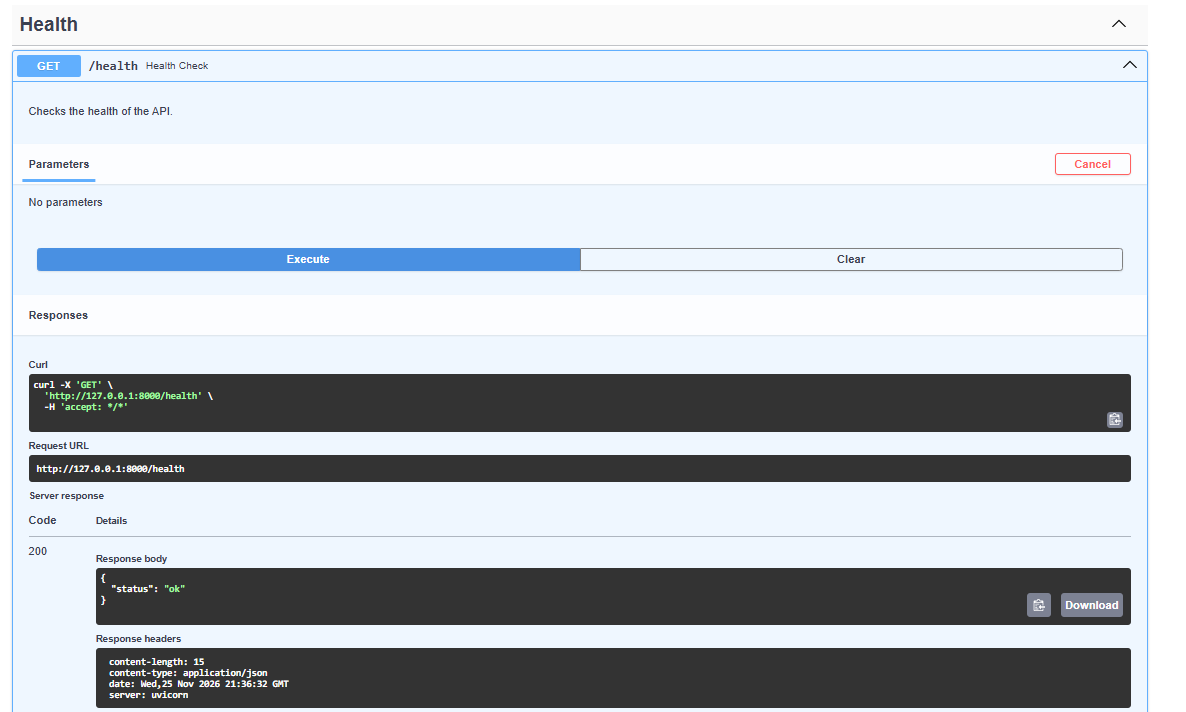 Health
GET /health Health Check
Checks the health of the API.
Parameters Cancel
No parameters
Execute Clear
Responses
Curl
curl -X 'GET' \
  'http://127.0.0.1:8000/health' \
  -H 'accept: */*'
Request URL
http://127.0.0.1:8000/health
Server response
Code Details
200
Response body
{
  "status": "ok"
}
Download
Response headers
content-length: 15
content-type: application/json
date: Wed,25 Nov 2026 21:36:32 GMT
server: uvicorn